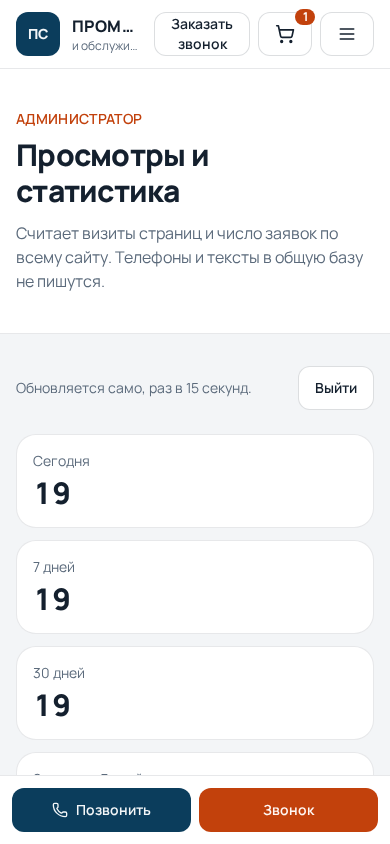 ПС
ПРОМ...
и обслужи...
Заказать
звонок
1
АДМИНИСТРАТОР
Просмотры и
статистика
Считает визиты страниц и число заявок по
всему сайту. Телефоны и тексты в общую базу
не пишутся.
Обновляется само, раз в 15 секунд.
Выйти
Сегодня
19
7 дней
19
30 дней
19
Позвонить
Звонок